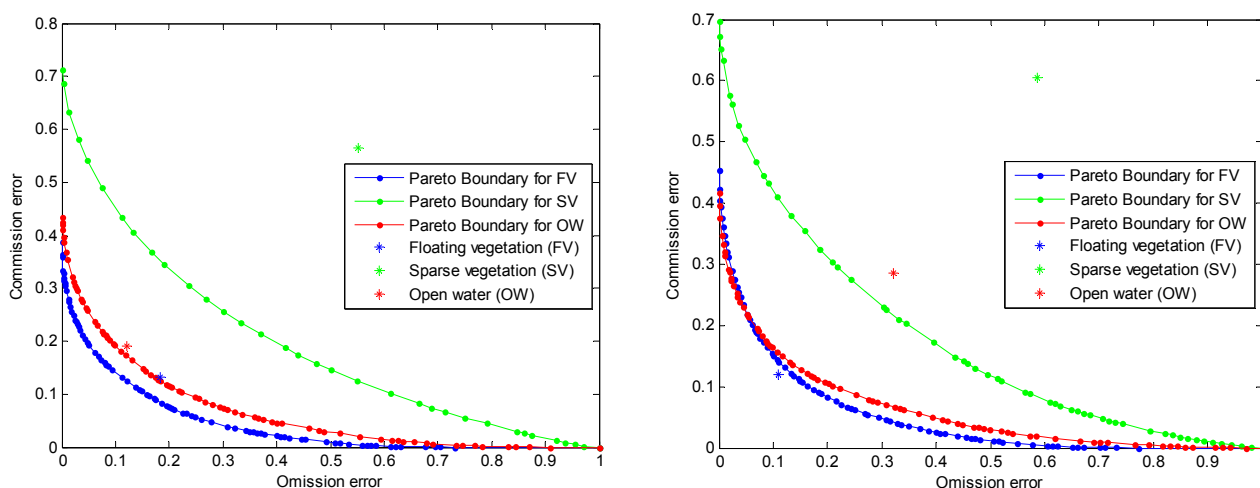 0.8
0.7
0.6
0.5
0.4
0.3
0.2
0.1
0
Commission error
0 0.1 0.2 0.3 0.4 0.5 0.6 0.7 0.8 0.9 1
Omission error
Pareto Boundary for FV
Pareto Boundary for SV
Pareto Boundary for OW
Floating vegetation (FV)
Sparse vegetation (SV)
Open water (OW)
0.7
0.6
0.5
0.4
0.3
0.2
0.1
0
Commission error
0 0.1 0.2 0.3 0.4 0.5 0.6 0.7 0.8 0.9
Omission error
Pareto Boundary for FV
Pareto Boundary for SV
Pareto Boundary for OW
Floating vegetation (FV)
Sparse vegetation (SV)
Open water (OW)